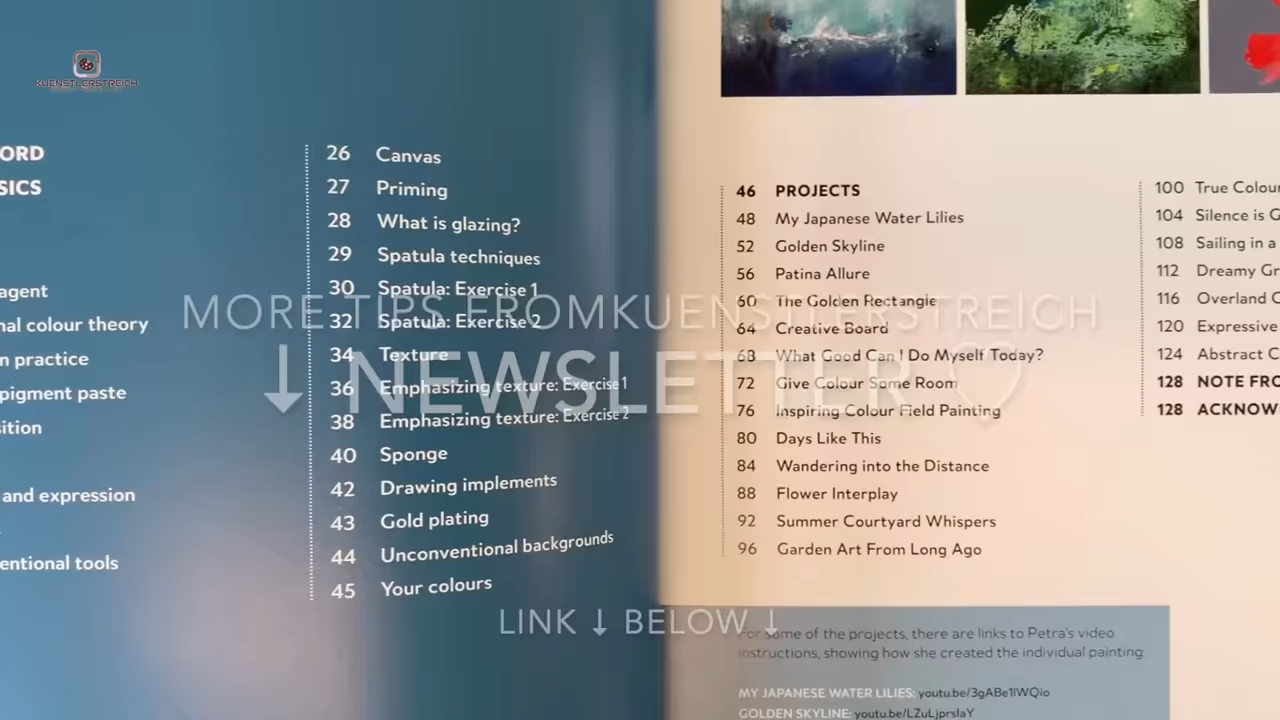 KUENSTLERSTREICH
ORD
SICS
agent
nal colour theory
n practice
pigment paste
ition
and expression
entional tools
26 Canvas
27 Priming
28 What is glazing?
29 Spatula techniques
30 Spatula: Exercise 1
32 Spatula: Exercise 2
34 Texture
36 Emphasizing texture: Exercise 1
38 Emphasizing texture: Exercise 2
40 Sponge
42 Drawing implements
43 Gold plating
44 Unconventional backgrounds
45 Your colours
MORE TIPS FROMKUENSTLERSTREICH
↓ NEWSLETTER ♡
LINK ↓ BELOW ↓
46 PROJECTS
48 My Japanese Water Lilies
52 Golden Skyline
56 Patina Allure
60 The Golden Rectangle
64 Creative Board
68 What Good Can I Do Myself Today?
72 Give Colour Some Room
76 Inspiring Colour Field Painting
80 Days Like This
84 Wandering into the Distance
88 Flower Interplay
92 Summer Courtyard Whispers
96 Garden Art From Long Ago
100 True Colou
104 Silence is G
108 Sailing in a
112 Dreamy Gr
116 Overland C
120 Expressive
124 Abstract C
128 NOTE FRO
128 ACKNOW
For some of the projects, there are links to Petra's video
instructions, showing how she created the individual painting:
MY JAPANESE WATER LILIES: youtu.be/3gABe1IWQio
GOLDEN SKYLINE: youtu.be/LZuLjprsIaY